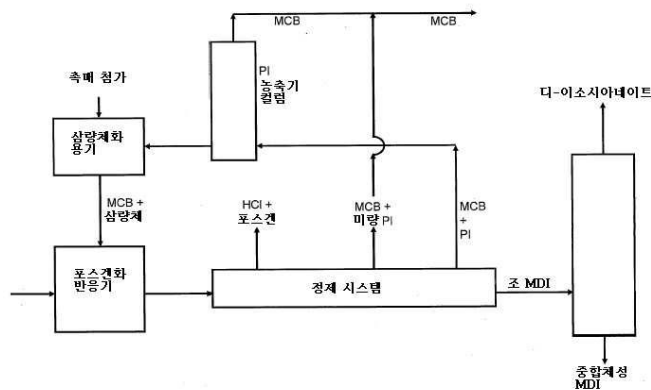 MCB
MCB
촉매 첨가
PI
농축기
컬럼
디-이소시아네이트
삼량체화
용기
MCB +
삼량체
HCl +
포스겐
MCB +
미량 PI
MCB
+
PI
포스겐화
반응기
정제 시스템
조 MDI
중합체성
MDI